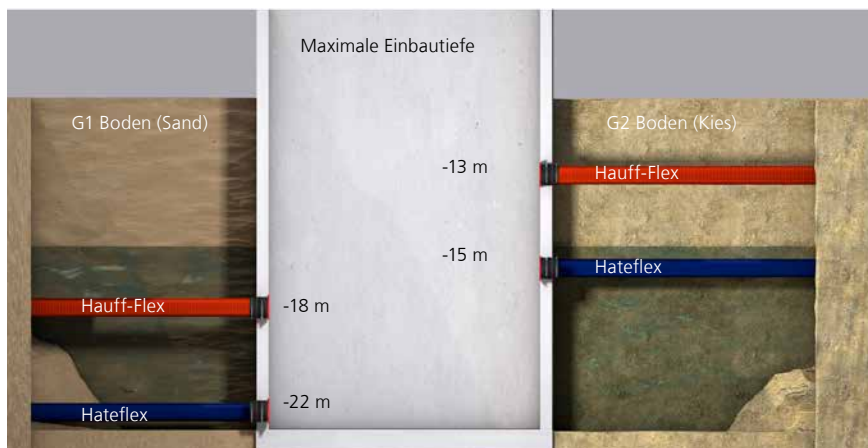 Maximale Einbautiefe
G1 Boden (Sand)
G2 Boden (Kies)
-13 m
Hauff-Flex
-15 m
Hateflex
Hauff-Flex
-18 m
Hateflex
-22 m